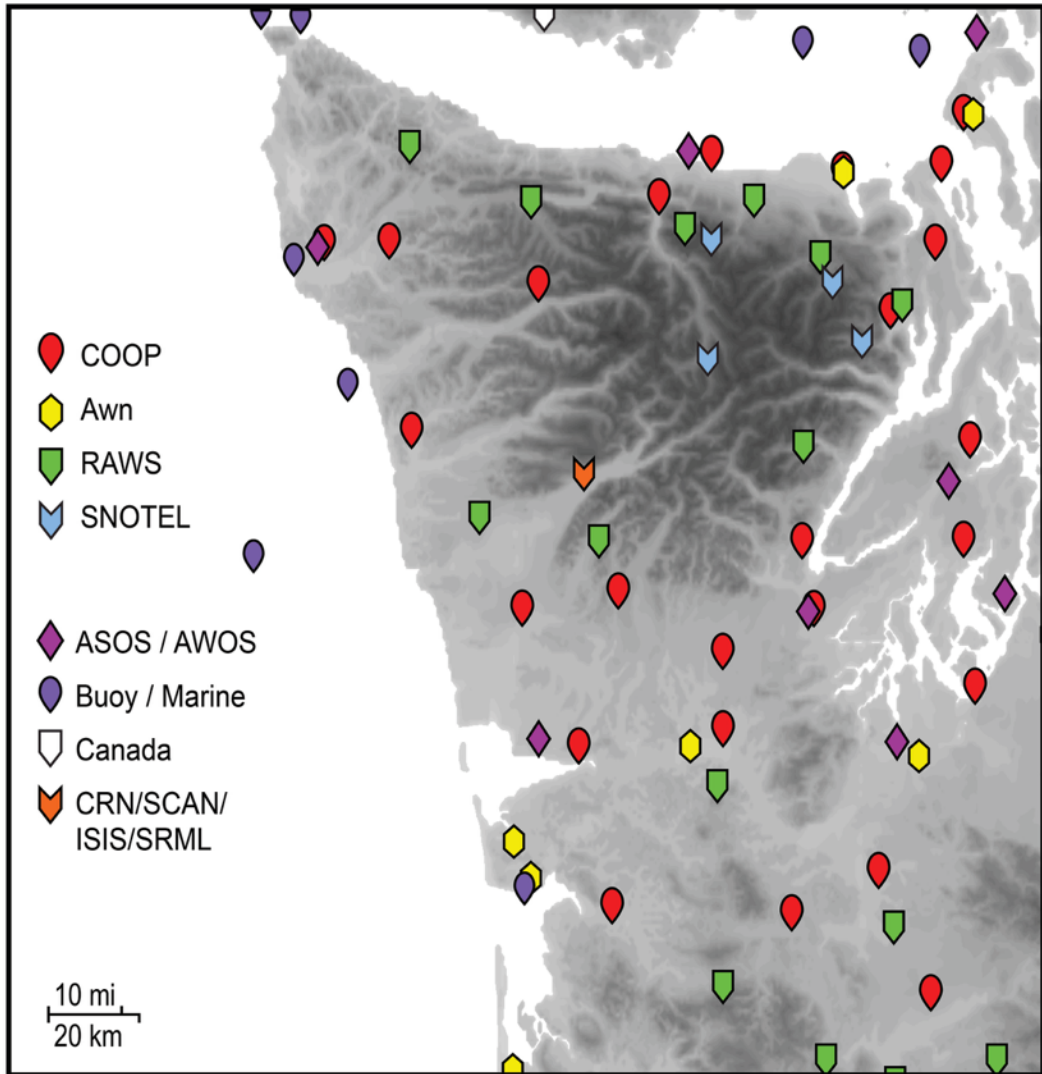 COOP
Awn
RAWS
SNOTEL
ASOS / AWOS
Buoy / Marine
Canada
CRN/SCAN/
ISIS/SRML
10 mi
20 km